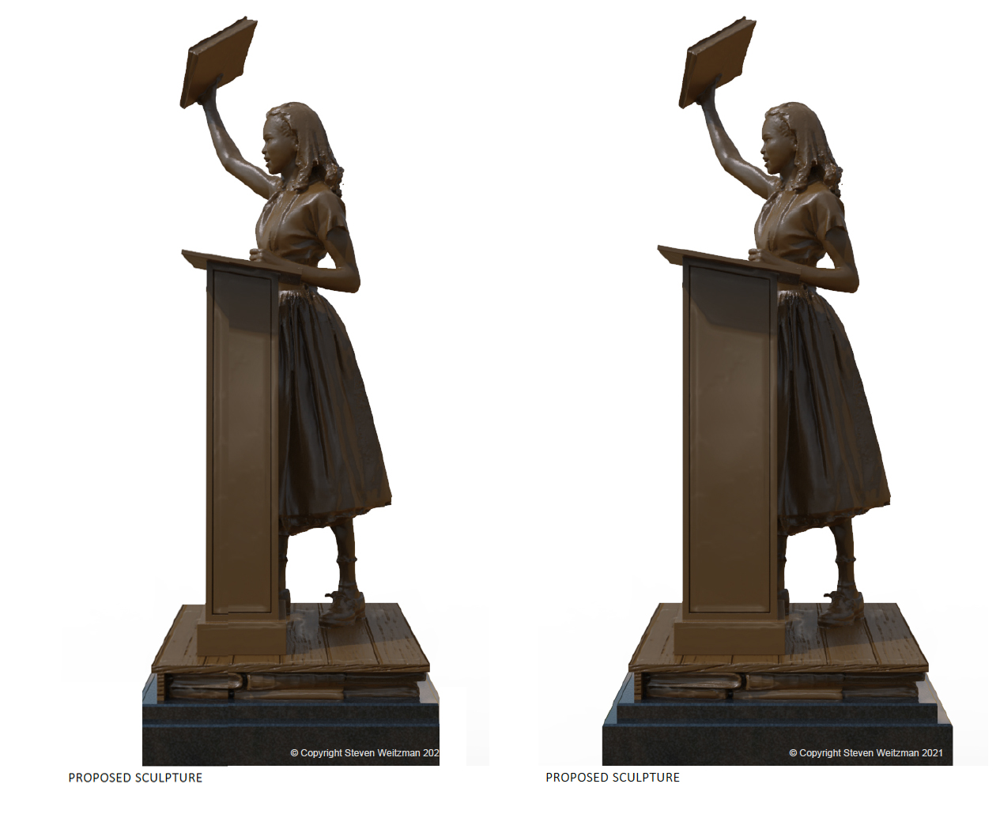 © Copyright Steven Weitzman 202
© Copyright Steven Weitzman 2021
PROPOSED SCULPTURE
PROPOSED SCULPTURE